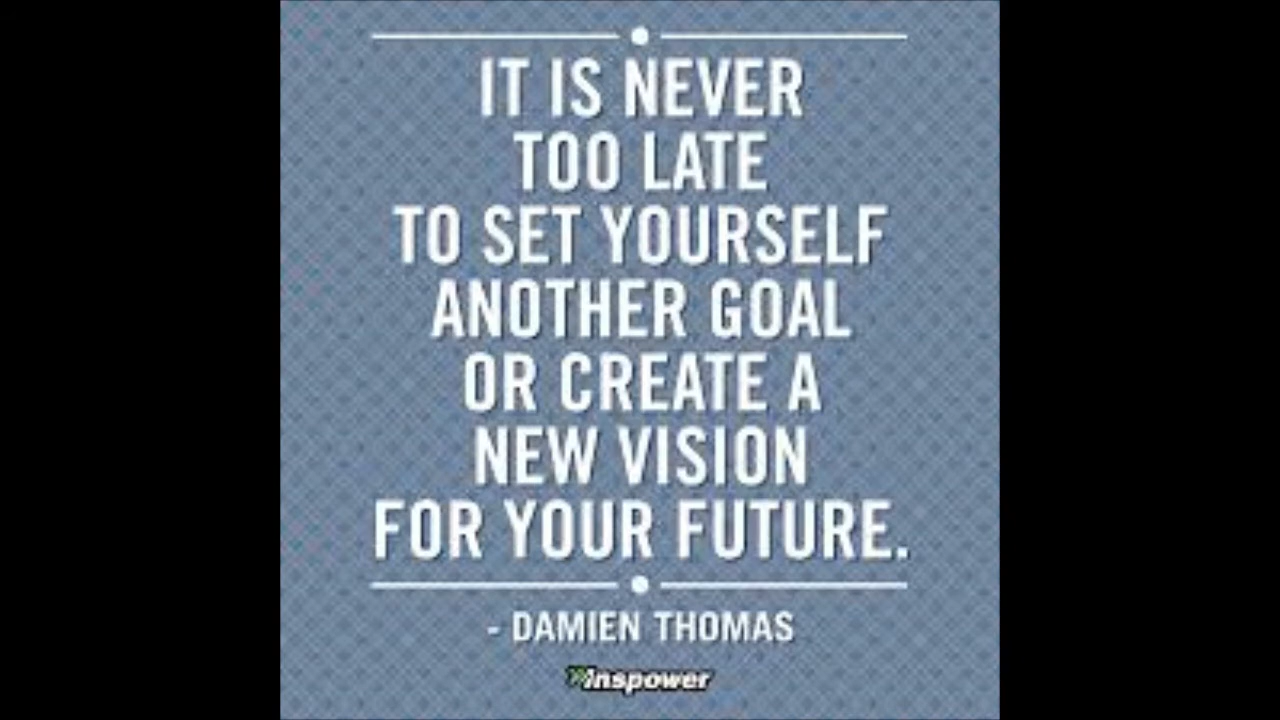 IT IS NEVER
TOO LATE
TO SET YOURSELF
ANOTHER GOAL
OR CREATE A
NEW VISION
FOR YOUR FUTURE.
- DAMIEN THOMAS
Winspower